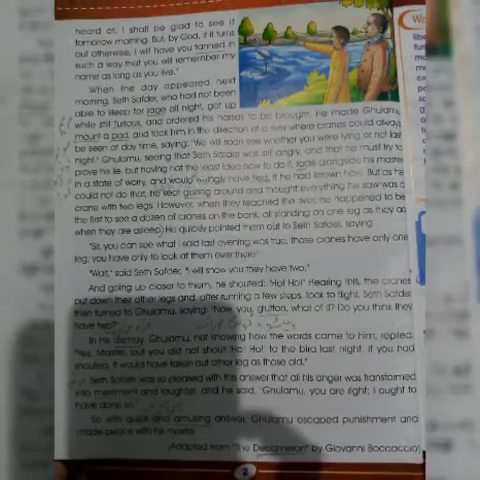 heard of, I shall be glad to see it
tomorrow morning. But, by God, if it turns
out otherwise, I will have you tanned in
such a way that you will remember my
name as long as you live."
When the day appeared next
morning, Seth Safder, who had not been
able to sleep for rage all night, got up
while still furious, and ordered his horses to be brought. He made Ghulamu
mount a pad, and took him in the direction of a river where cranes could always
be seen at day time, saying: "We will soon see whether you were lying or not last
night." Ghulamu, seeing that Seth Safder was still angry, and that he must try to
prove his lie, but having not the least idea how to do it, rode alongside his master
in a state of worry, and would willingly have fled, if he had known how. But as he
could not do that, he kept gazing around and thought everything he saw was a
crane with two legs. However, when they reached the river, he happened to be
the first to see a dozen of cranes on the bank, all standing on one leg as they do
when they are asleep. He quickly pointed them out to Seth Safder, saying:
"Sir, you can see what I said last evening was true, those cranes have only one
leg; you have only to look at them over there."
"Wait," said Seth Safder, "I will show you they have two."
And going up closer to them, he shouted: "Ho! Ho!" Hearing this, the cranes
put down their other legs and, after running a few steps, took to flight. Seth Safder
then turned to Ghulamu, saying: "Now, you, glutton, what of it? Do you think they
have two?"
In his dismay, Ghulamu, not knowing how the words came to him, replied:
"Yes, Master, but you did not shout 'Ho! Ho!' to the bird last night. If you had
shouted, it would have taken out other leg as those did."
Seth Safder was so pleased with this answer that all his anger was transformed
into merriment and laughter, and he said, "Ghulamu, you are right; I ought to
have done so."
So with quick and amusing answer, Ghulamu escaped punishment and
made peace with his master.
(Adapted from "The Decameron" by Giovanni Boccaccio)
2